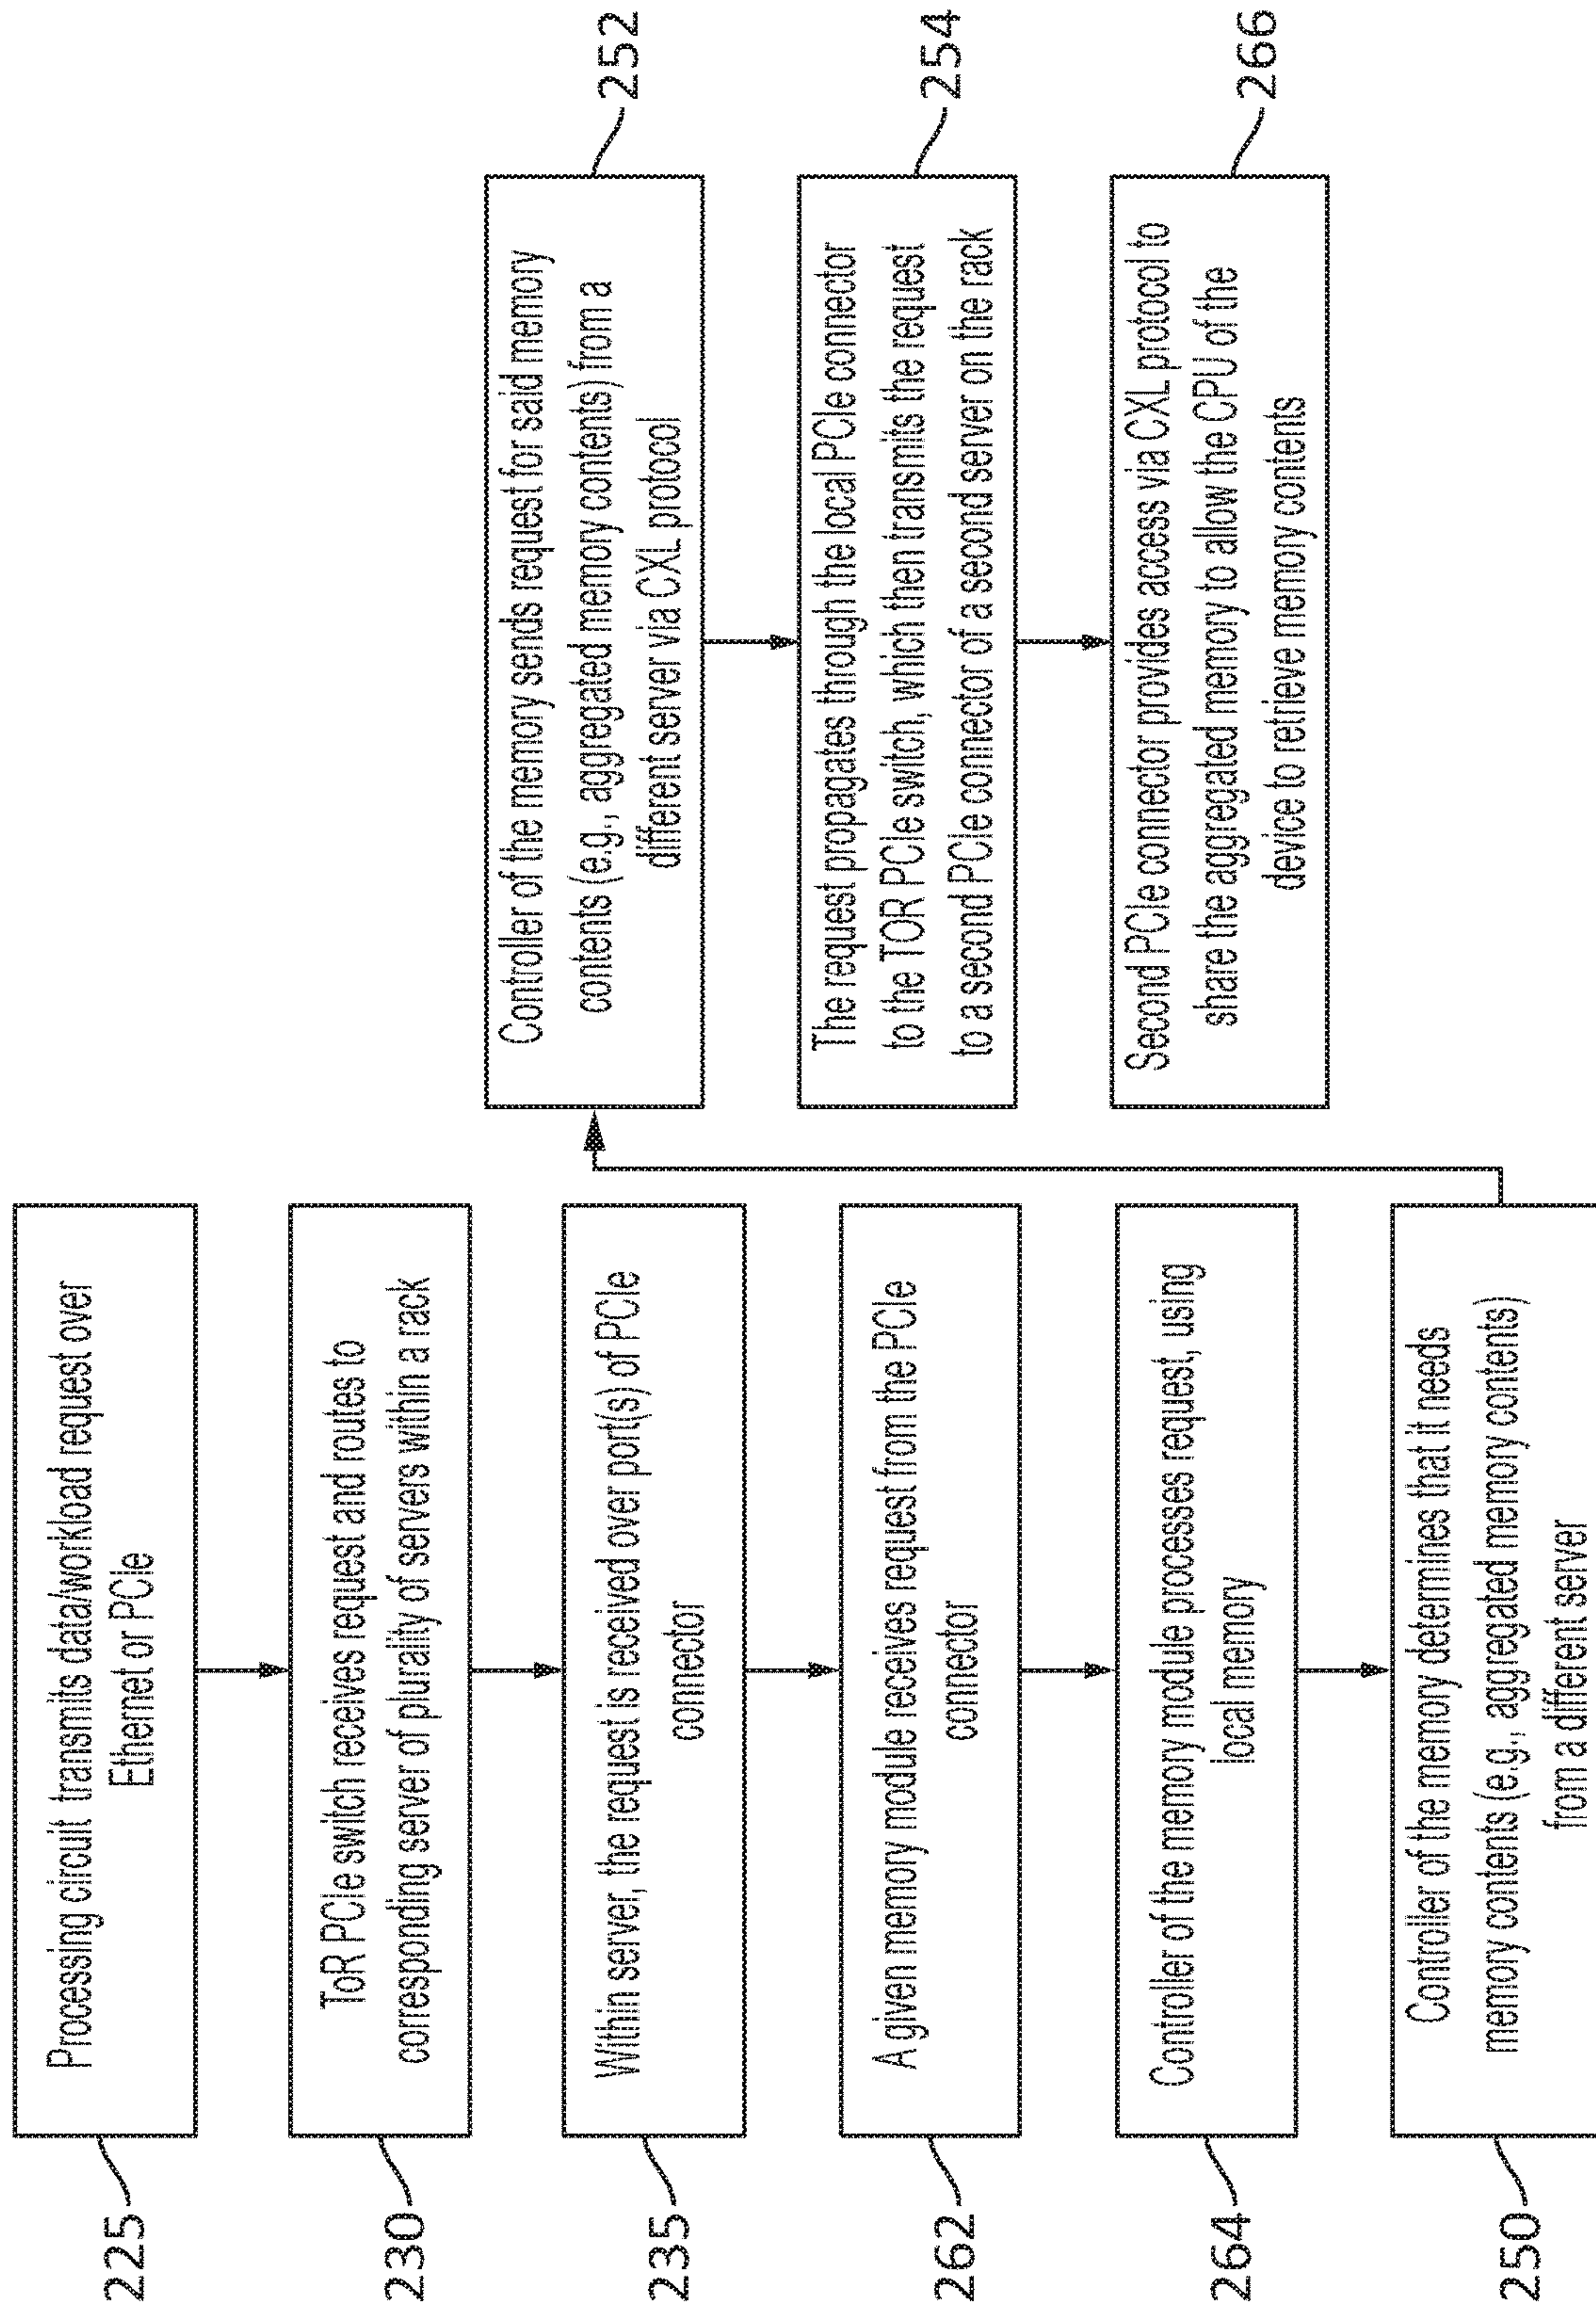 Processing circuit transmits data/workload request over
Ethernet or PCIe
225
ToR PCIe switch receives request and routes to
corresponding server of plurality of servers within a rack
230
Within server, the request is received over port(s) of PCIe
connector
235
A given memory module receives request from the PCIe
connector
262
Controller of the memory module processes request, using
local memory
264
Controller of the memory determines that it needs
memory contents (e.g., aggregated memory contents)
from a different server
250
Controller of the memory sends request for said memory
contents (e.g., aggregated memory contents) from a
different server via CXL protocol
252
The request propagates through the local PCIe connector
to the TOR PCIe switch, which then transmits the request
to a second PCIe connector of a second server on the rack
254
Second PCIe connector provides access via CXL protocol to
share the aggregated memory to allow the CPU of the
device to retrieve memory contents
266